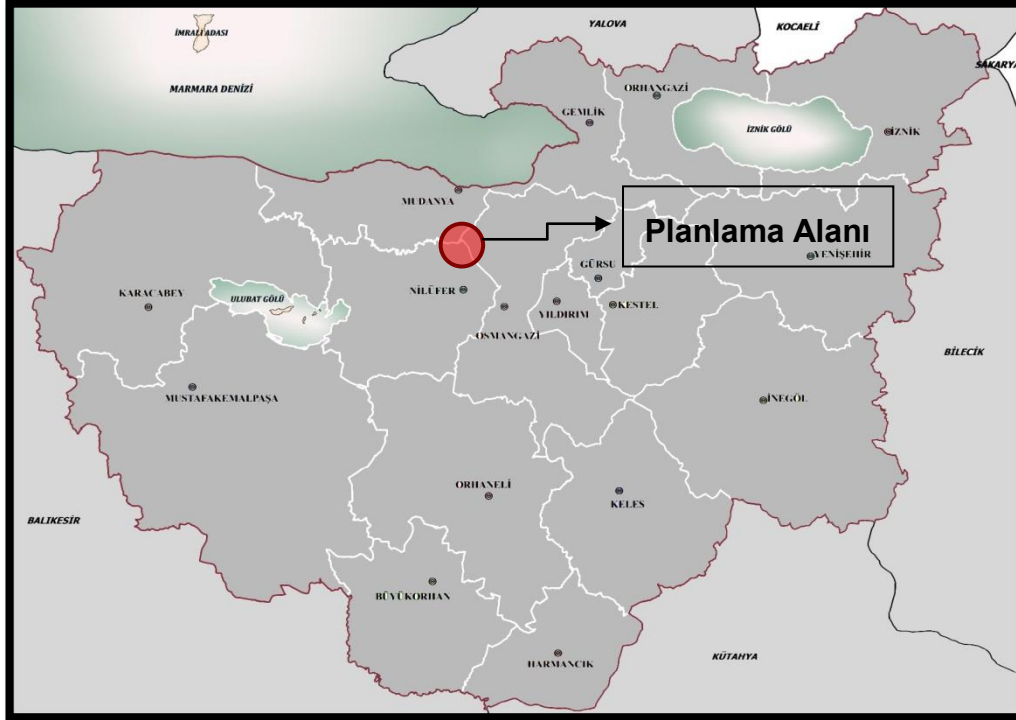 YALOVA
KOCAELİ
İMRALI ADASI
SAKARYA
MARMARA DENİZİ
ORHANGAZİ
GEMLİK
İZNİK GÖLÜ
İZNİK
MUDANYA
Planlama Alanı
YENİŞEHİR
GÜRSU
NİLÜFER
KARACABEY
ULUBAT GÖLÜ
YILDIRIM
KESTEL
OSMANGAZİ
BİLECİK
MUSTAFAKEMALPAŞA
İNEGÖL
ORHANELİ
KELES
BALIKESİR
BÜYÜKORHAN
HARMANCIK
KÜTAHYA